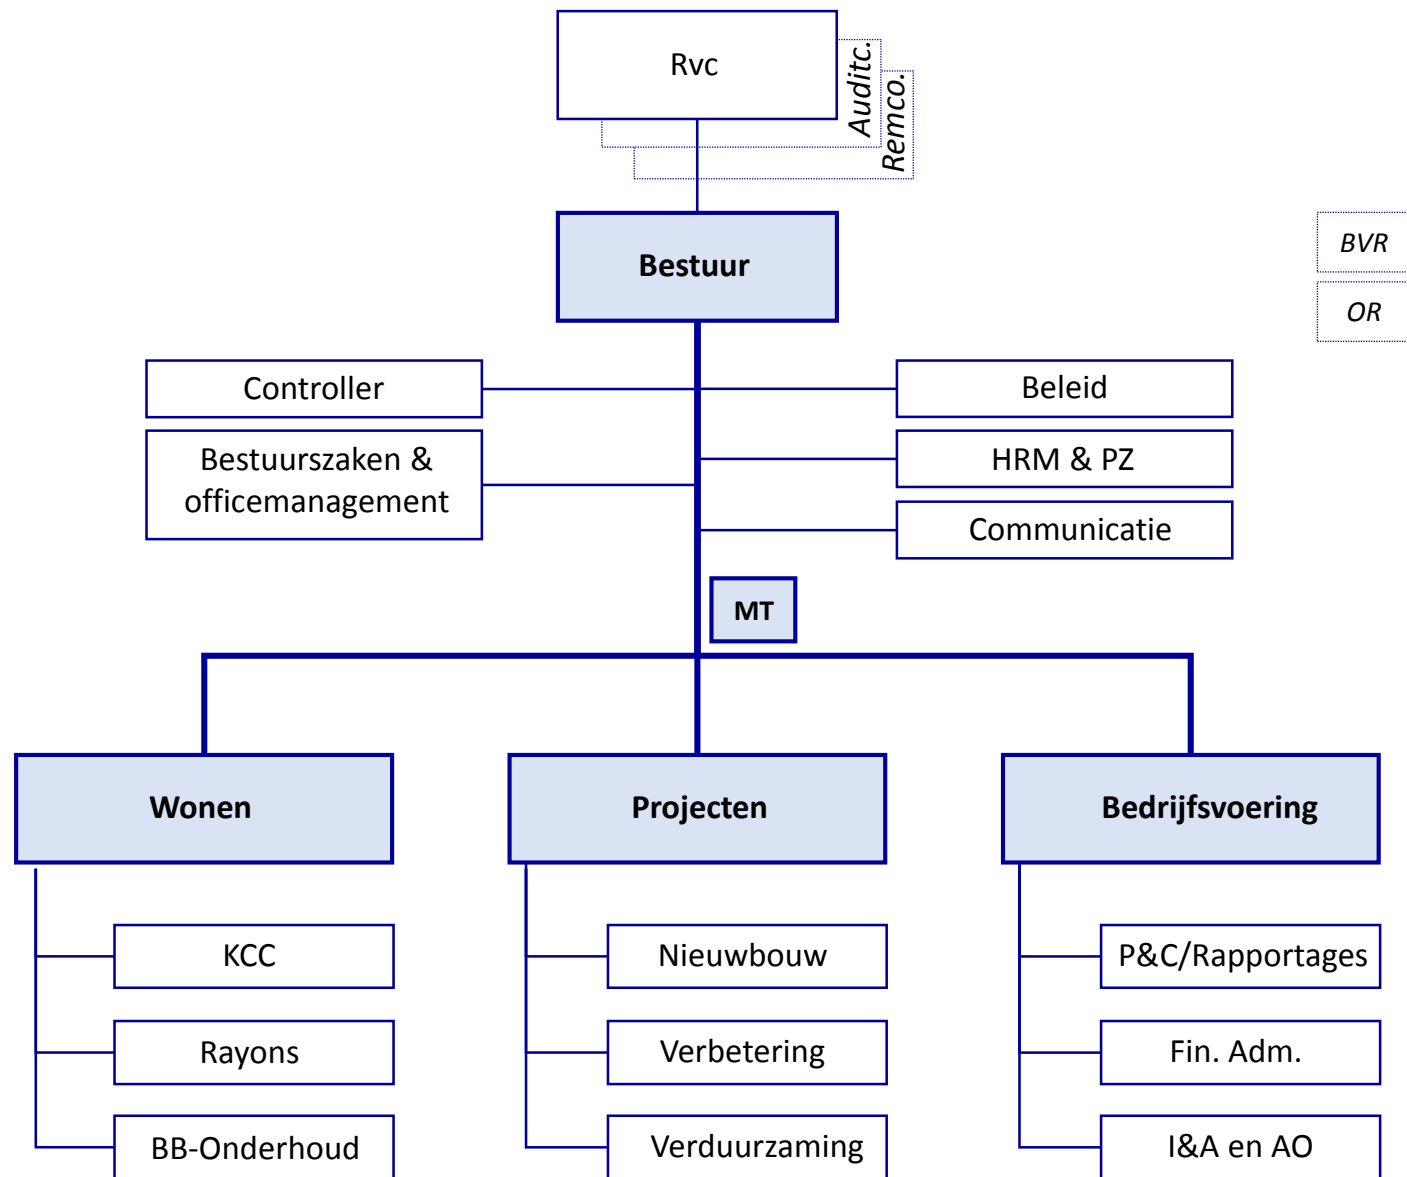 Rvc
Auditc.
Remco.
Bestuur
BVR
OR
Controller
Beleid
Bestuurszaken &
officemanagement
HRM & PZ
Communicatie
MT
Wonen
Projecten
Bedrijfsvoering
KCC
Nieuwbouw
P&C/Rapportages
Rayons
Verbetering
Fin. Adm.
BB-Onderhoud
Verduurzaming
I&A en AO